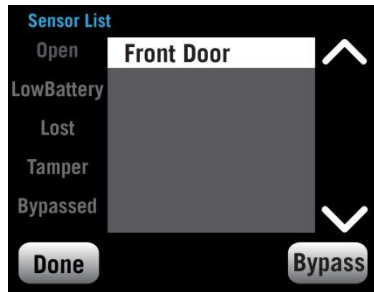 Sensor List
Open
Front Door
LowBattery
Lost
Tamper
Bypassed
Done
Bypass